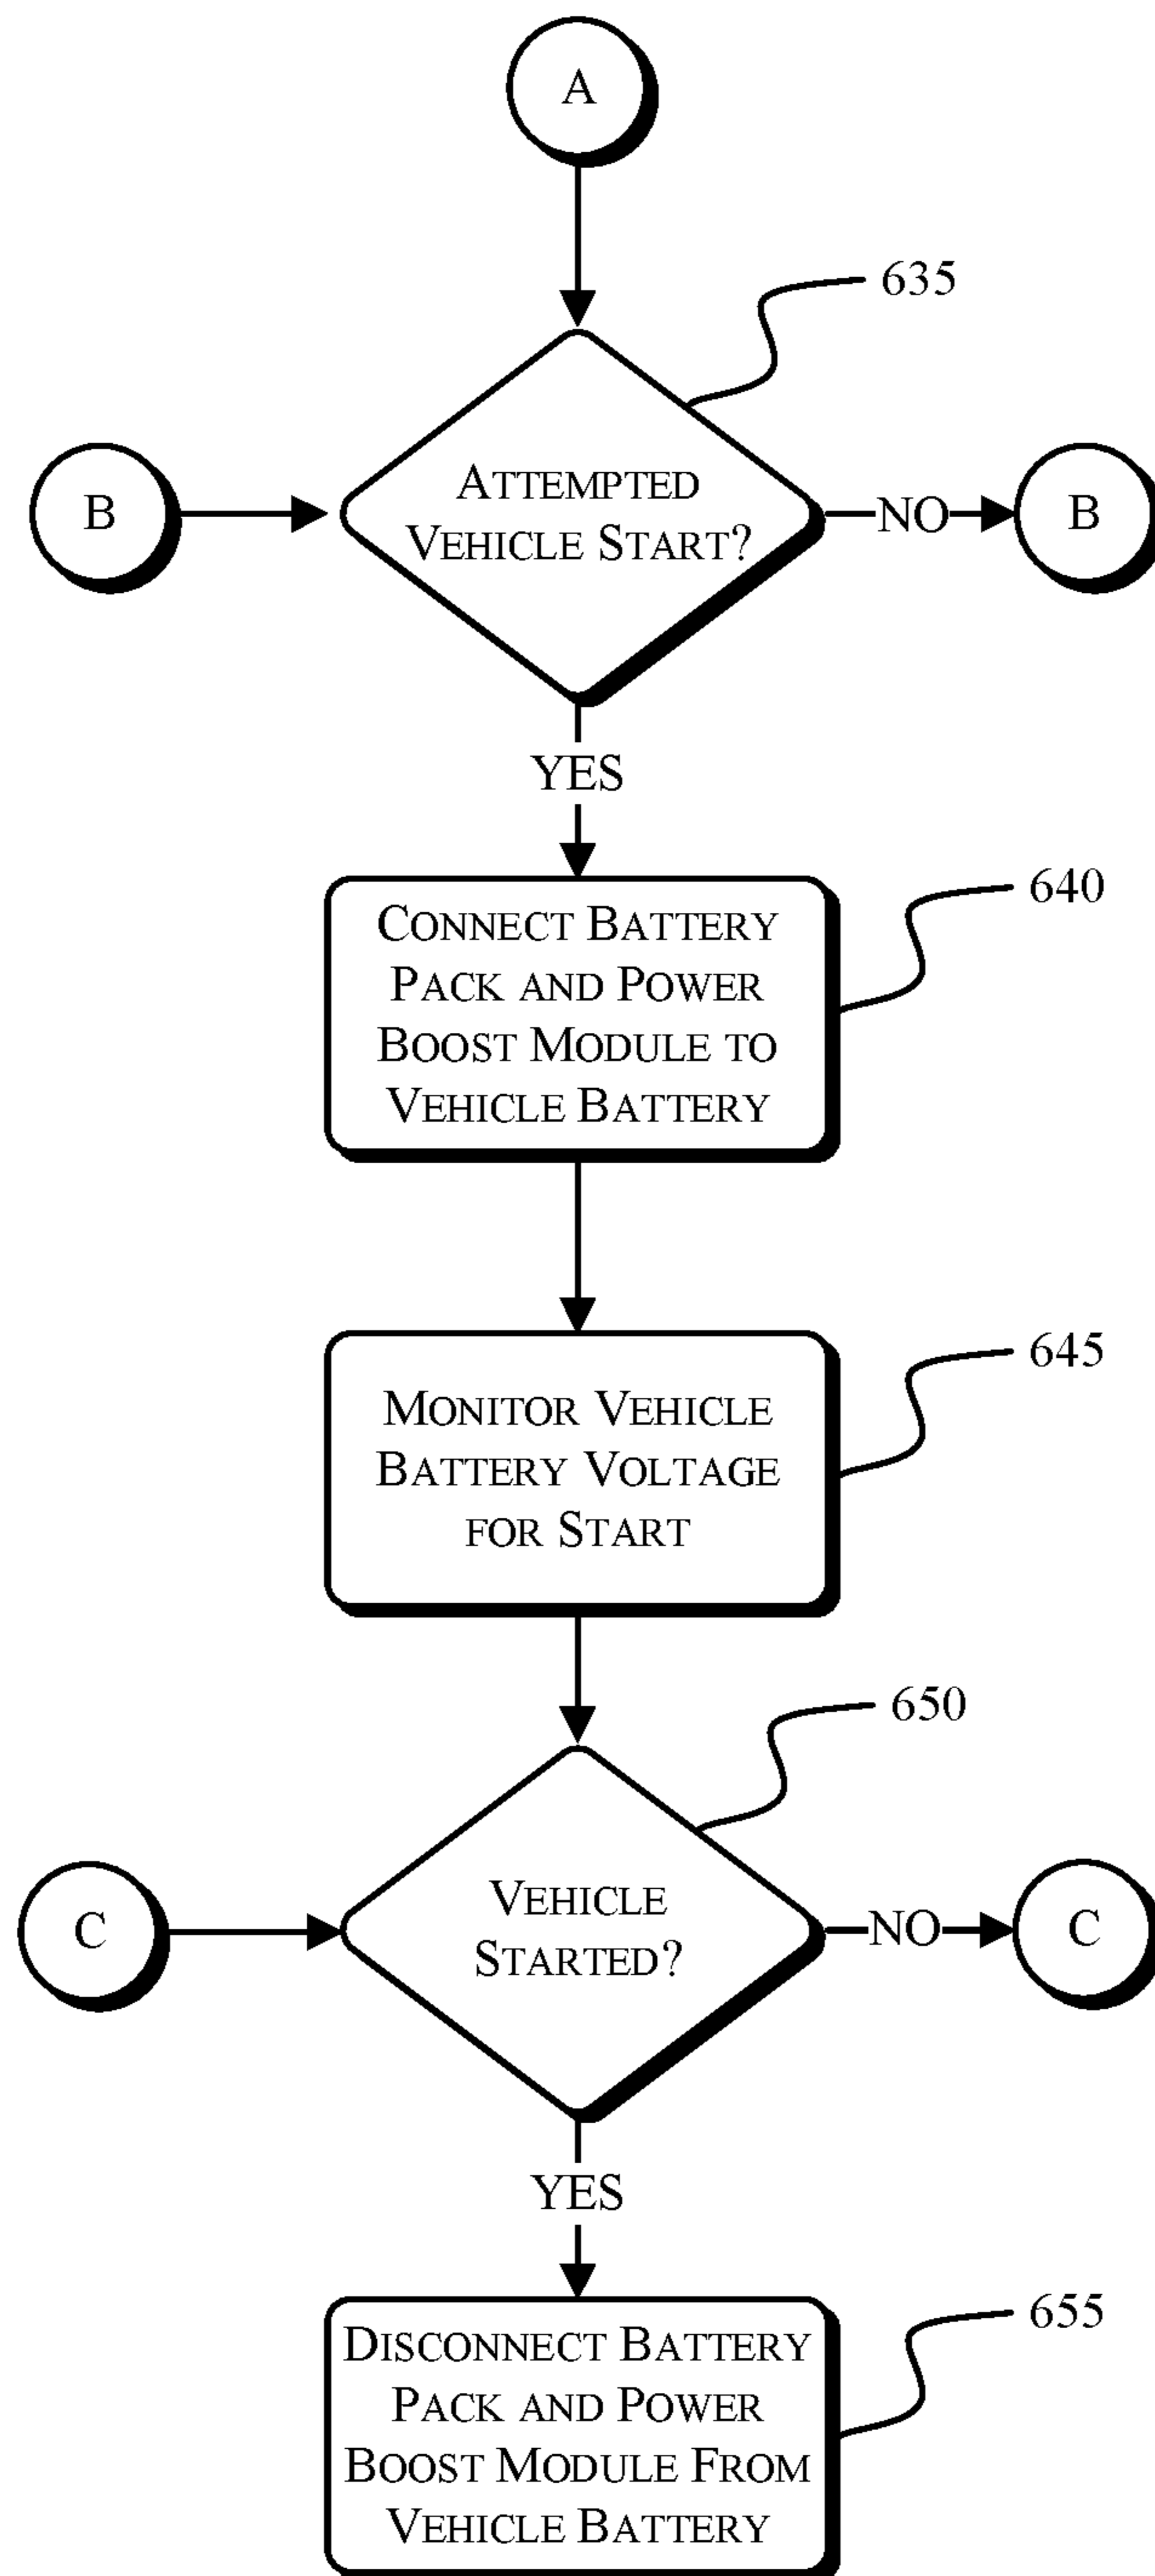 A
635
B
ATTEMPTED
VEHICLE START?
NO
B
YES
640
CONNECT BATTERY
PACK AND POWER
BOOST MODULE TO
VEHICLE BATTERY
645
MONITOR VEHICLE
BATTERY VOLTAGE
FOR START
650
C
VEHICLE
STARTED?
NO
C
YES
655
DISCONNECT BATTERY
PACK AND POWER
BOOST MODULE FROM
VEHICLE BATTERY